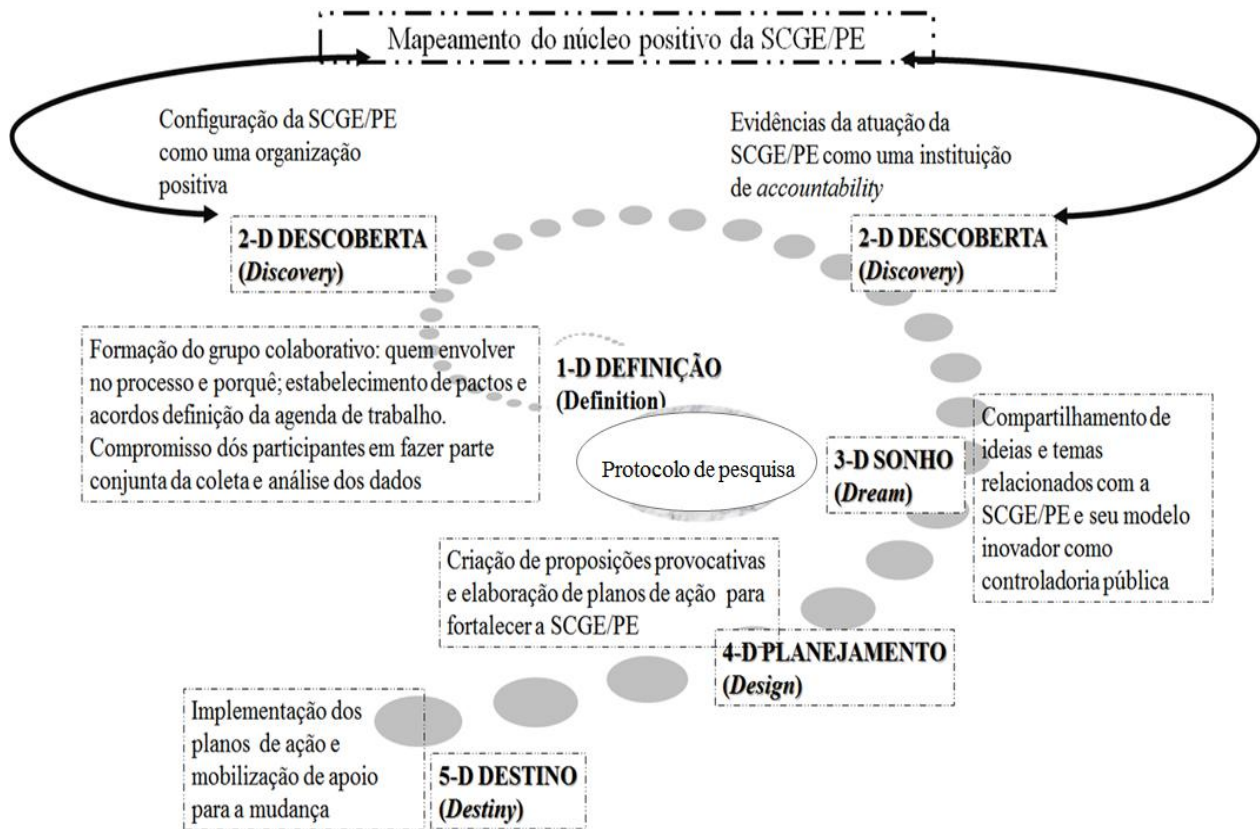 Mapeamento do núcleo positivo da SCGE/PE
Configuração da SCGE/PE
como uma organização
positiva
Evidências da atuação da
SCGE/PE como uma instituição
de accountability
2-D DESCOBERTA
(Discovery)
2-D DESCOBERTA
(Discovery)
Formação do grupo colaborativo: quem envolver
no processo e porquê; estabelecimento de pactos e
acordos definição da agenda de trabalho.
Compromisso dós participantes em fazer parte
conjunta da coleta e análise dos dados
1-D DEFINIÇÃO
(Definition)
Protocolo de pesquisa
3-D SONHO
(Dream)
Compartilhamento de
ideias e temas
relacionados com a
SCGE/PE e seu modelo
inovador como
controladoria pública
Criação de proposições provocativas
e elaboração de planos de ação para
fortalecer a SCGE/PE
4-D PLANEJAMENTO
(Design)
Implementação dos
planos de ação e
mobilização de apoio
para a mudança
5-D DESTINO
(Destiny)